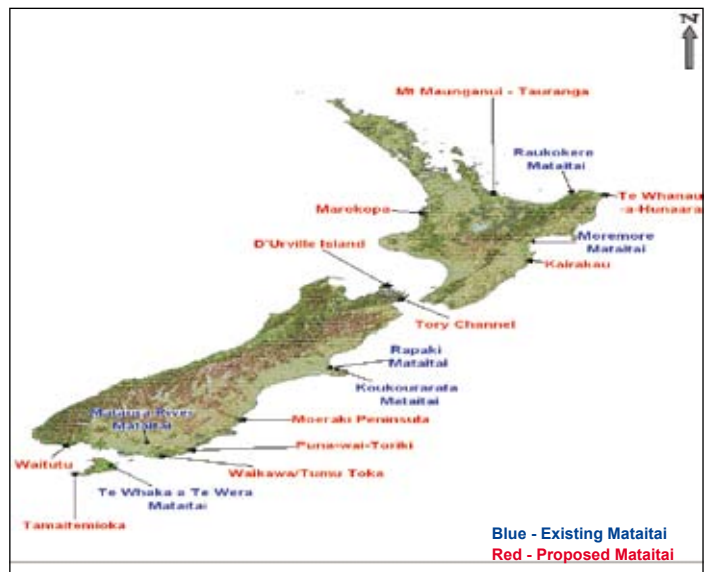 N
Mt Maunganui - Tauranga
Raukokere
Mataitai
Te Whanau
-a-Hunaara
Marokopa
Moremore
Mataitai
D'Urville Island
Kairakau
Tory Channel
Rapaki
Mataitai
Koukourarata
Mataitai
Mataura River
Mataitai
Moeraki Peninsula
Puna-wai-Toriki
Waitutu
Waikawa/Tumu Toka
Te Whaka a Te Wera
Mataitai
Tamaitemioka
Blue - Existing Mataitai
Red - Proposed Mataitai